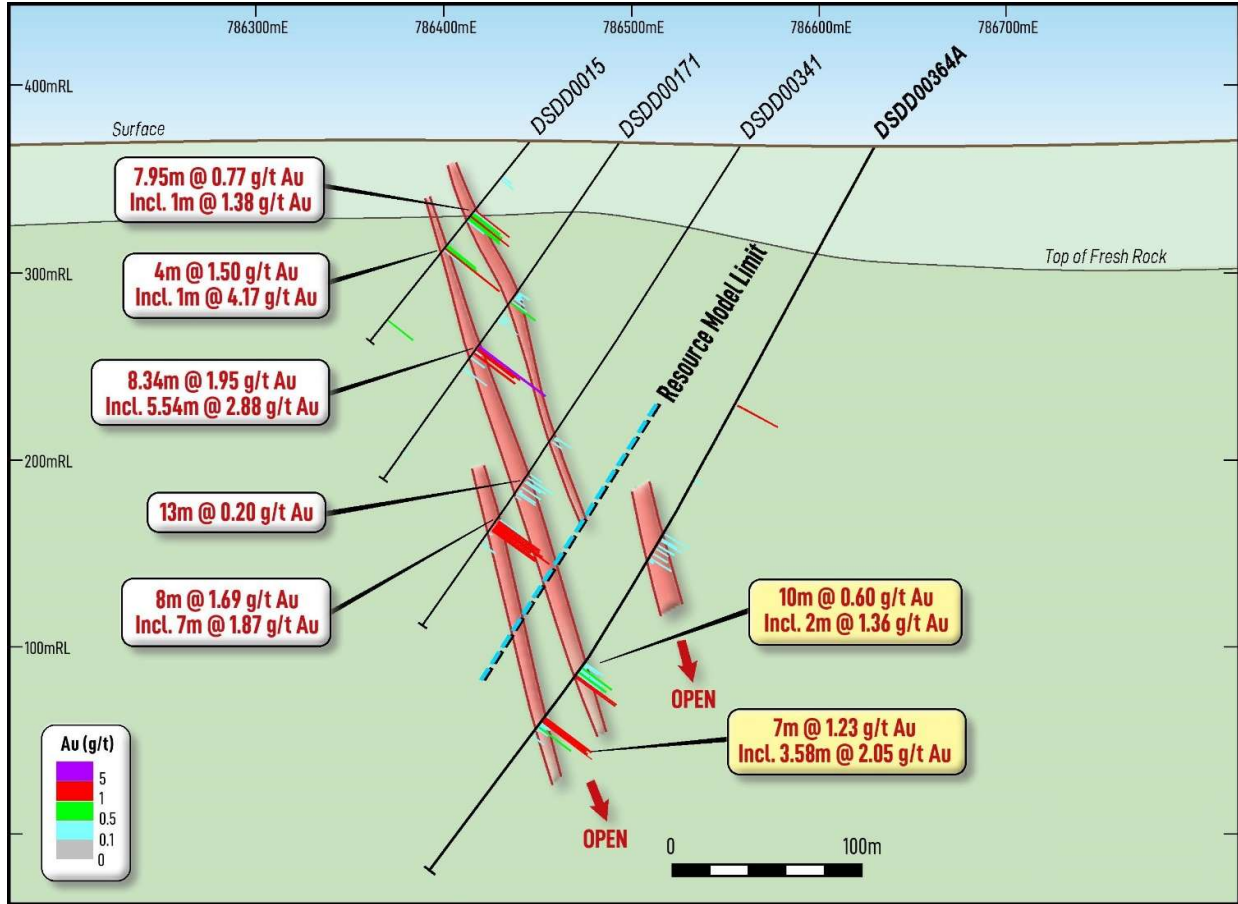 786300mE
786400mE
786500mE
786600mE
786700mE
400mRL
300mRL
200mRL
100mRL
DSDD0015
DSDD00171
DSDD00341
DSDD00364A
Surface
Top of Fresh Rock
Resource Model Limit
7.95m @ 0.77 g/t Au
Incl. 1m @ 1.38 g/t Au
4m @ 1.50 g/t Au
Incl. 1m @ 4.17 g/t Au
8.34m @ 1.95 g/t Au
Incl. 5.54m @ 2.88 g/t Au
13m @ 0.20 g/t Au
8m @ 1.69 g/t Au
Incl. 7m @ 1.87 g/t Au
10m @ 0.60 g/t Au
Incl. 2m @ 1.36 g/t Au
OPEN
7m @ 1.23 g/t Au
Incl. 3.58m @ 2.05 g/t Au
OPEN
Au (g/t)
5
1
0.5
0.1
0
0
100m